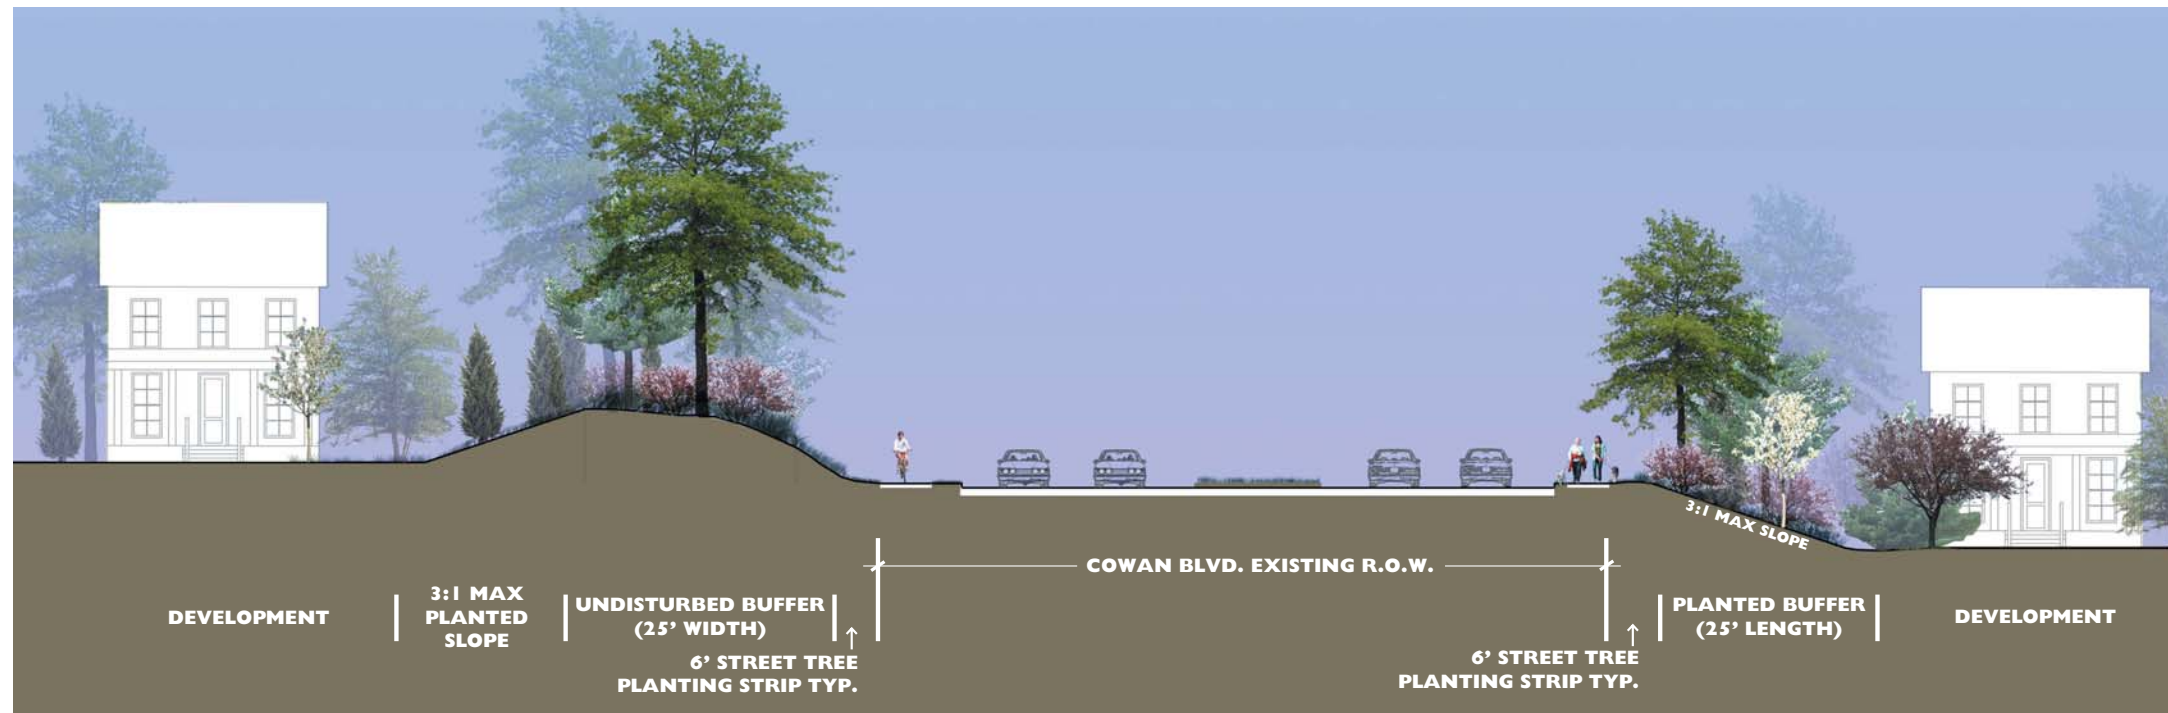 3:1 MAX SLOPE
COWAN BLVD. EXISTING R.O.W.
DEVELOPMENT
3:1 MAX
PLANTED
SLOPE
UNDISTURBED BUFFER
(25’ WIDTH)
6’ STREET TREE
PLANTING STRIP TYP.
6’ STREET TREE
PLANTING STRIP TYP.
PLANTED BUFFER
(25’ LENGTH)
DEVELOPMENT